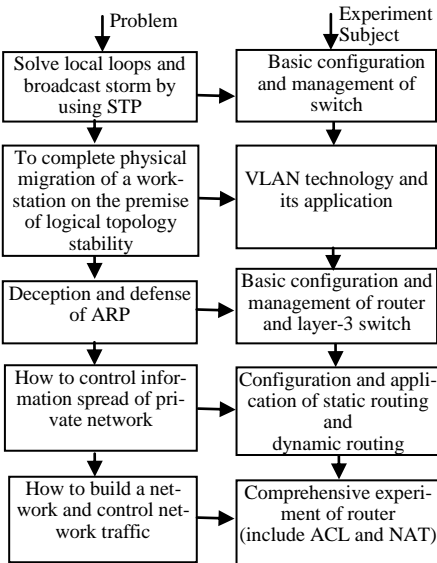 Problem
Experiment
Subject
Solve local loops and
broadcast storm by
using STP
Basic configuration
and management of
switch
To complete physical
migration of a work-
station on the premise
of logical topology
stability
VLAN technology and
its application
Deception and defense
of ARP
Basic configuration and
management of router
and layer-3 switch
How to control infor-
mation spread of pri-
vate network
Configuration and appli-
cation of static routing
and
dynamic routing
How to build a net-
work and control net-
work traffic
Comprehensive experi-
ment of router
(include ACL and NAT)